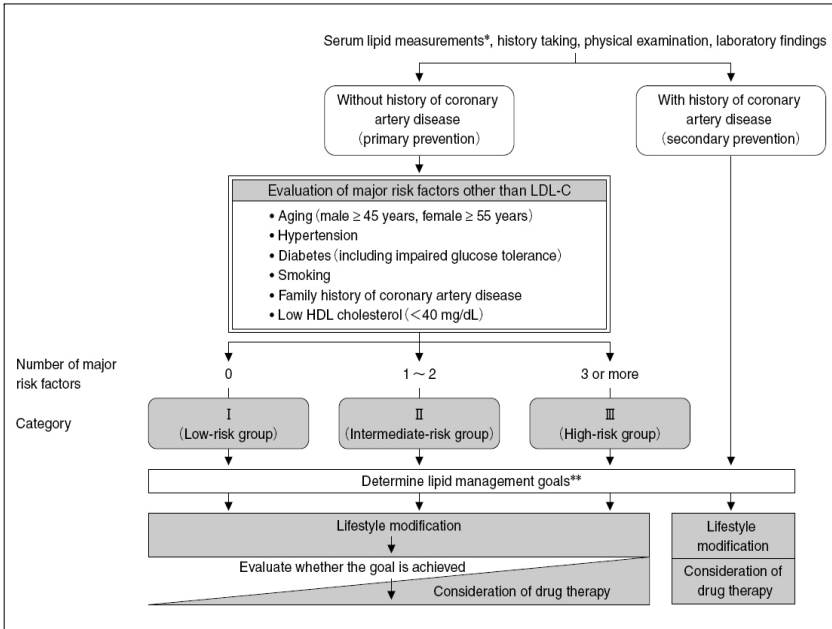 Serum lipid measurements*, history taking, physical examination, laboratory findings
Without history of coronary
artery disease
(primary prevention)
With history of coronary
artery disease
(secondary prevention)
Evaluation of major risk factors other than LDL-C
• Aging (male ≥ 45 years, female ≥ 55 years)
• Hypertension
• Diabetes (including impaired glucose tolerance)
• Smoking
• Family history of coronary artery disease
• Low HDL cholesterol (<40 mg/dL)
Number of major
risk factors
0
1～2
3 or more
Category
Ⅰ
(Low-risk group)
Ⅱ
(Intermediate-risk group)
Ⅲ
(High-risk group)
Determine lipid management goals**
Lifestyle modification
Evaluate whether the goal is achieved
Consideration of drug therapy
Lifestyle
modification
Consideration of
drug therapy